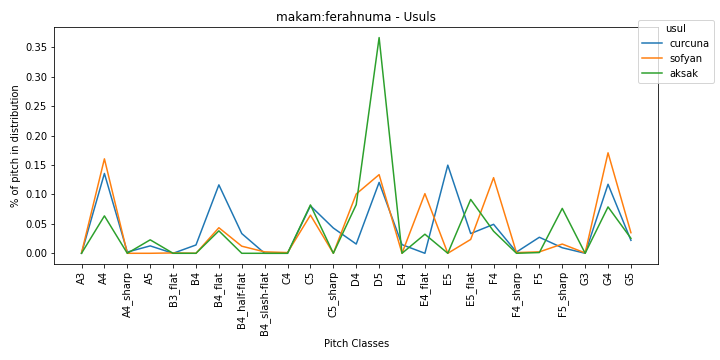 makam:ferahnuma - Usuls
usul
curcuna
sofyan
aksak
% of pitch in distribution
0.35
0.30
0.25
0.20
0.15
0.10
0.05
0.00
A3
A4
A4_sharp
A5
B3_flat
B4
B4_flat
B4_half-flat
B4_slash-flat
C4
C5
C5_sharp
D4
D5
E4
E4_flat
E5
E5_flat
F4
F4_sharp
F5
F5_sharp
G3
G4
G5
Pitch Classes